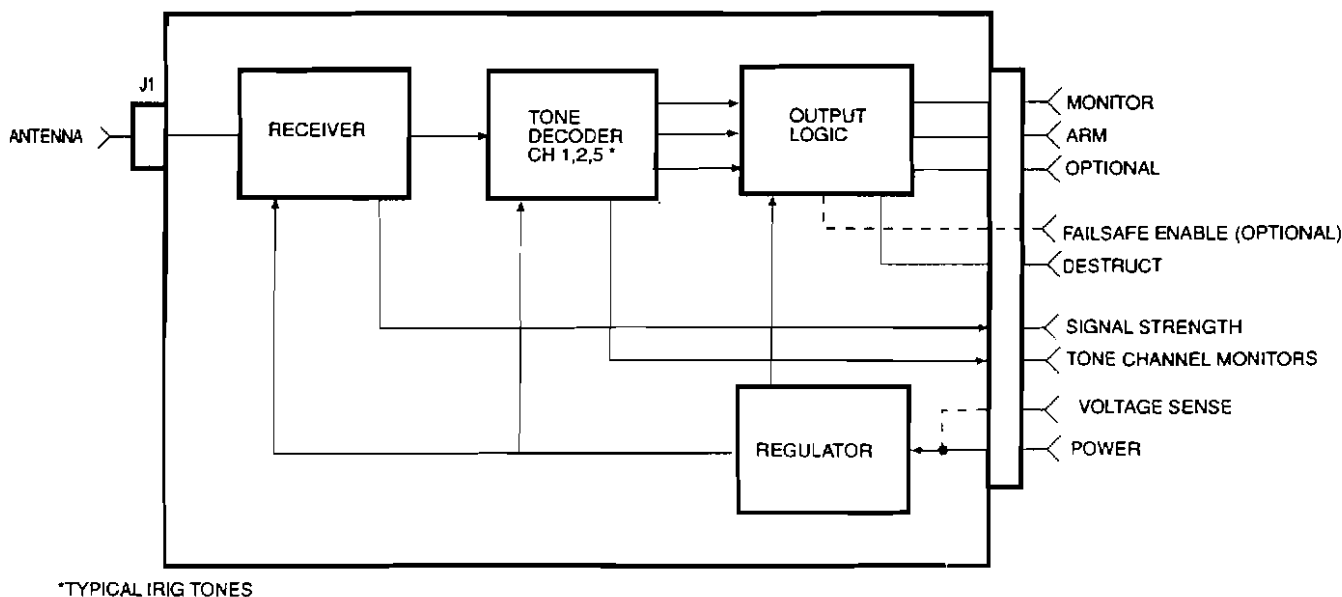 J1
ANTENNA
RECEIVER
TONE
DECODER
CH 1,2,5 *
OUTPUT
LOGIC
MONITOR
ARM
OPTIONAL
FAILSAFE ENABLE (OPTIONAL)
DESTRUCT
SIGNAL STRENGTH
TONE CHANNEL MONITORS
VOLTAGE SENSE
REGULATOR
POWER
*TYPICAL IRIG TONES